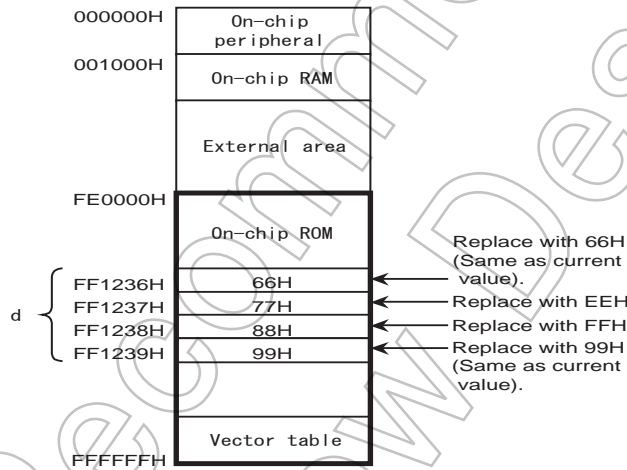 000000H
On-chip
peripheral
001000H
On-chip RAM
External area
FE0000H
On-chip ROM
d
FF1236H
66H
FF1237H
77H
FF1238H
88H
FF1239H
99H
Replace with 66H
(Same as current
value).
Replace with EEH
Replace with FFH
Replace with 99H
(Same as current
value).
Vector table
FFFFFFH